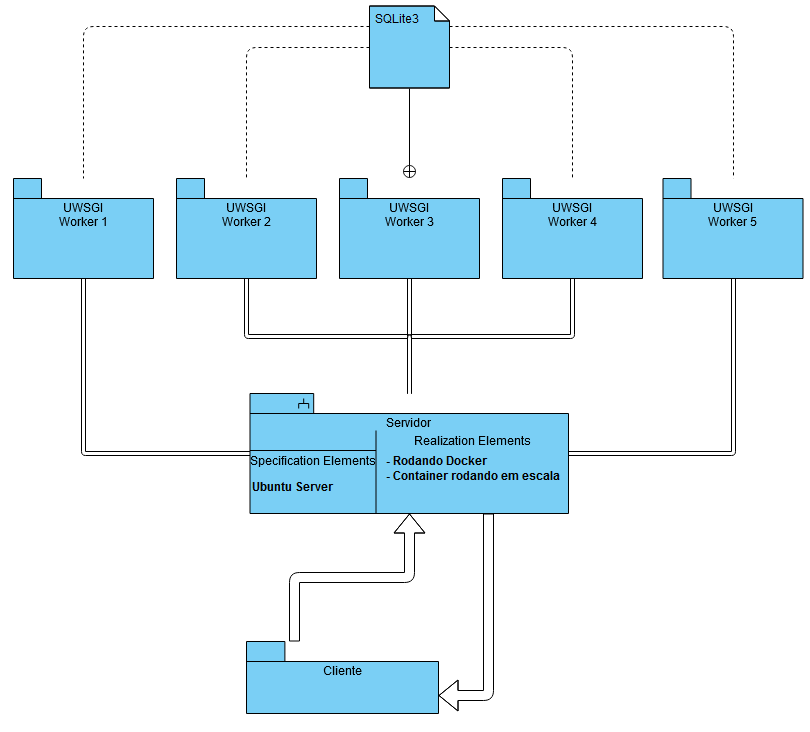 SQLite3
UWSGI
Worker 1
UWSGI
Worker 2
UWSGI
Worker 3
UWSGI
Worker 4
UWSGI
Worker 5
Servidor
Specification Elements
Ubuntu Server
Realization Elements
- Rodando Docker
- Container rodando em escala
Cliente